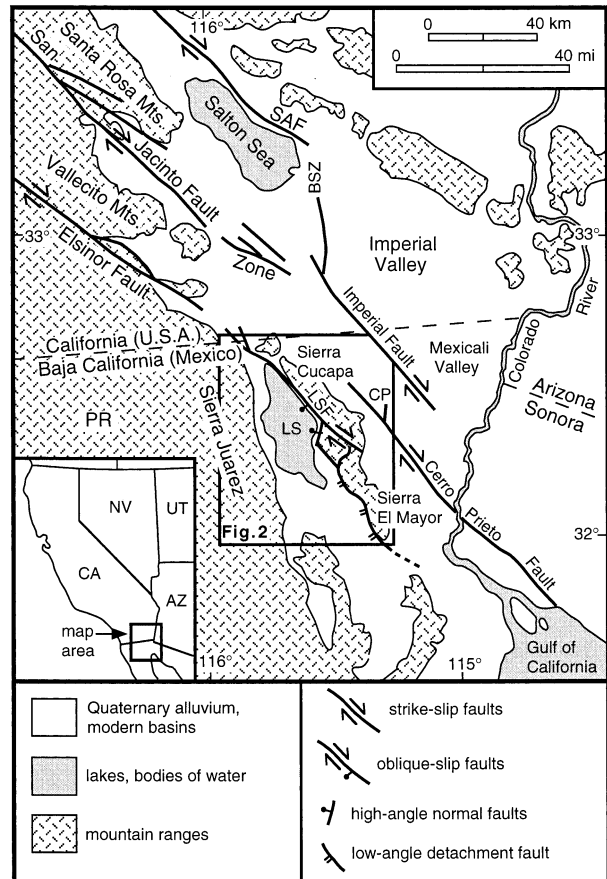 116°
0 40 km
0 40 mi
Santa Rosa Mts.
San
Jacinto Fault
Zone
Salton Sea
SAF
BSZ
Vallecito Mts.
33°
33°
Elsinor Fault
Imperial Valley
Imperial Fault
California (U.S.A.)
Baja California (Mexico)
Sierra Cucapa
Mexicali Valley
Colorado
River
Arizona
Sonora
PR
Sierra Juarez
LSF
LS
CP
Cerro
Prieto
Fault
Sierra El Mayor
Fig.2
32°
NV
UT
CA
AZ
map area
116°
115°
Gulf of California
Quaternary alluvium,
modern basins
lakes, bodies of water
mountain ranges
strike-slip faults
oblique-slip faults
high-angle normal faults
low-angle detachment fault